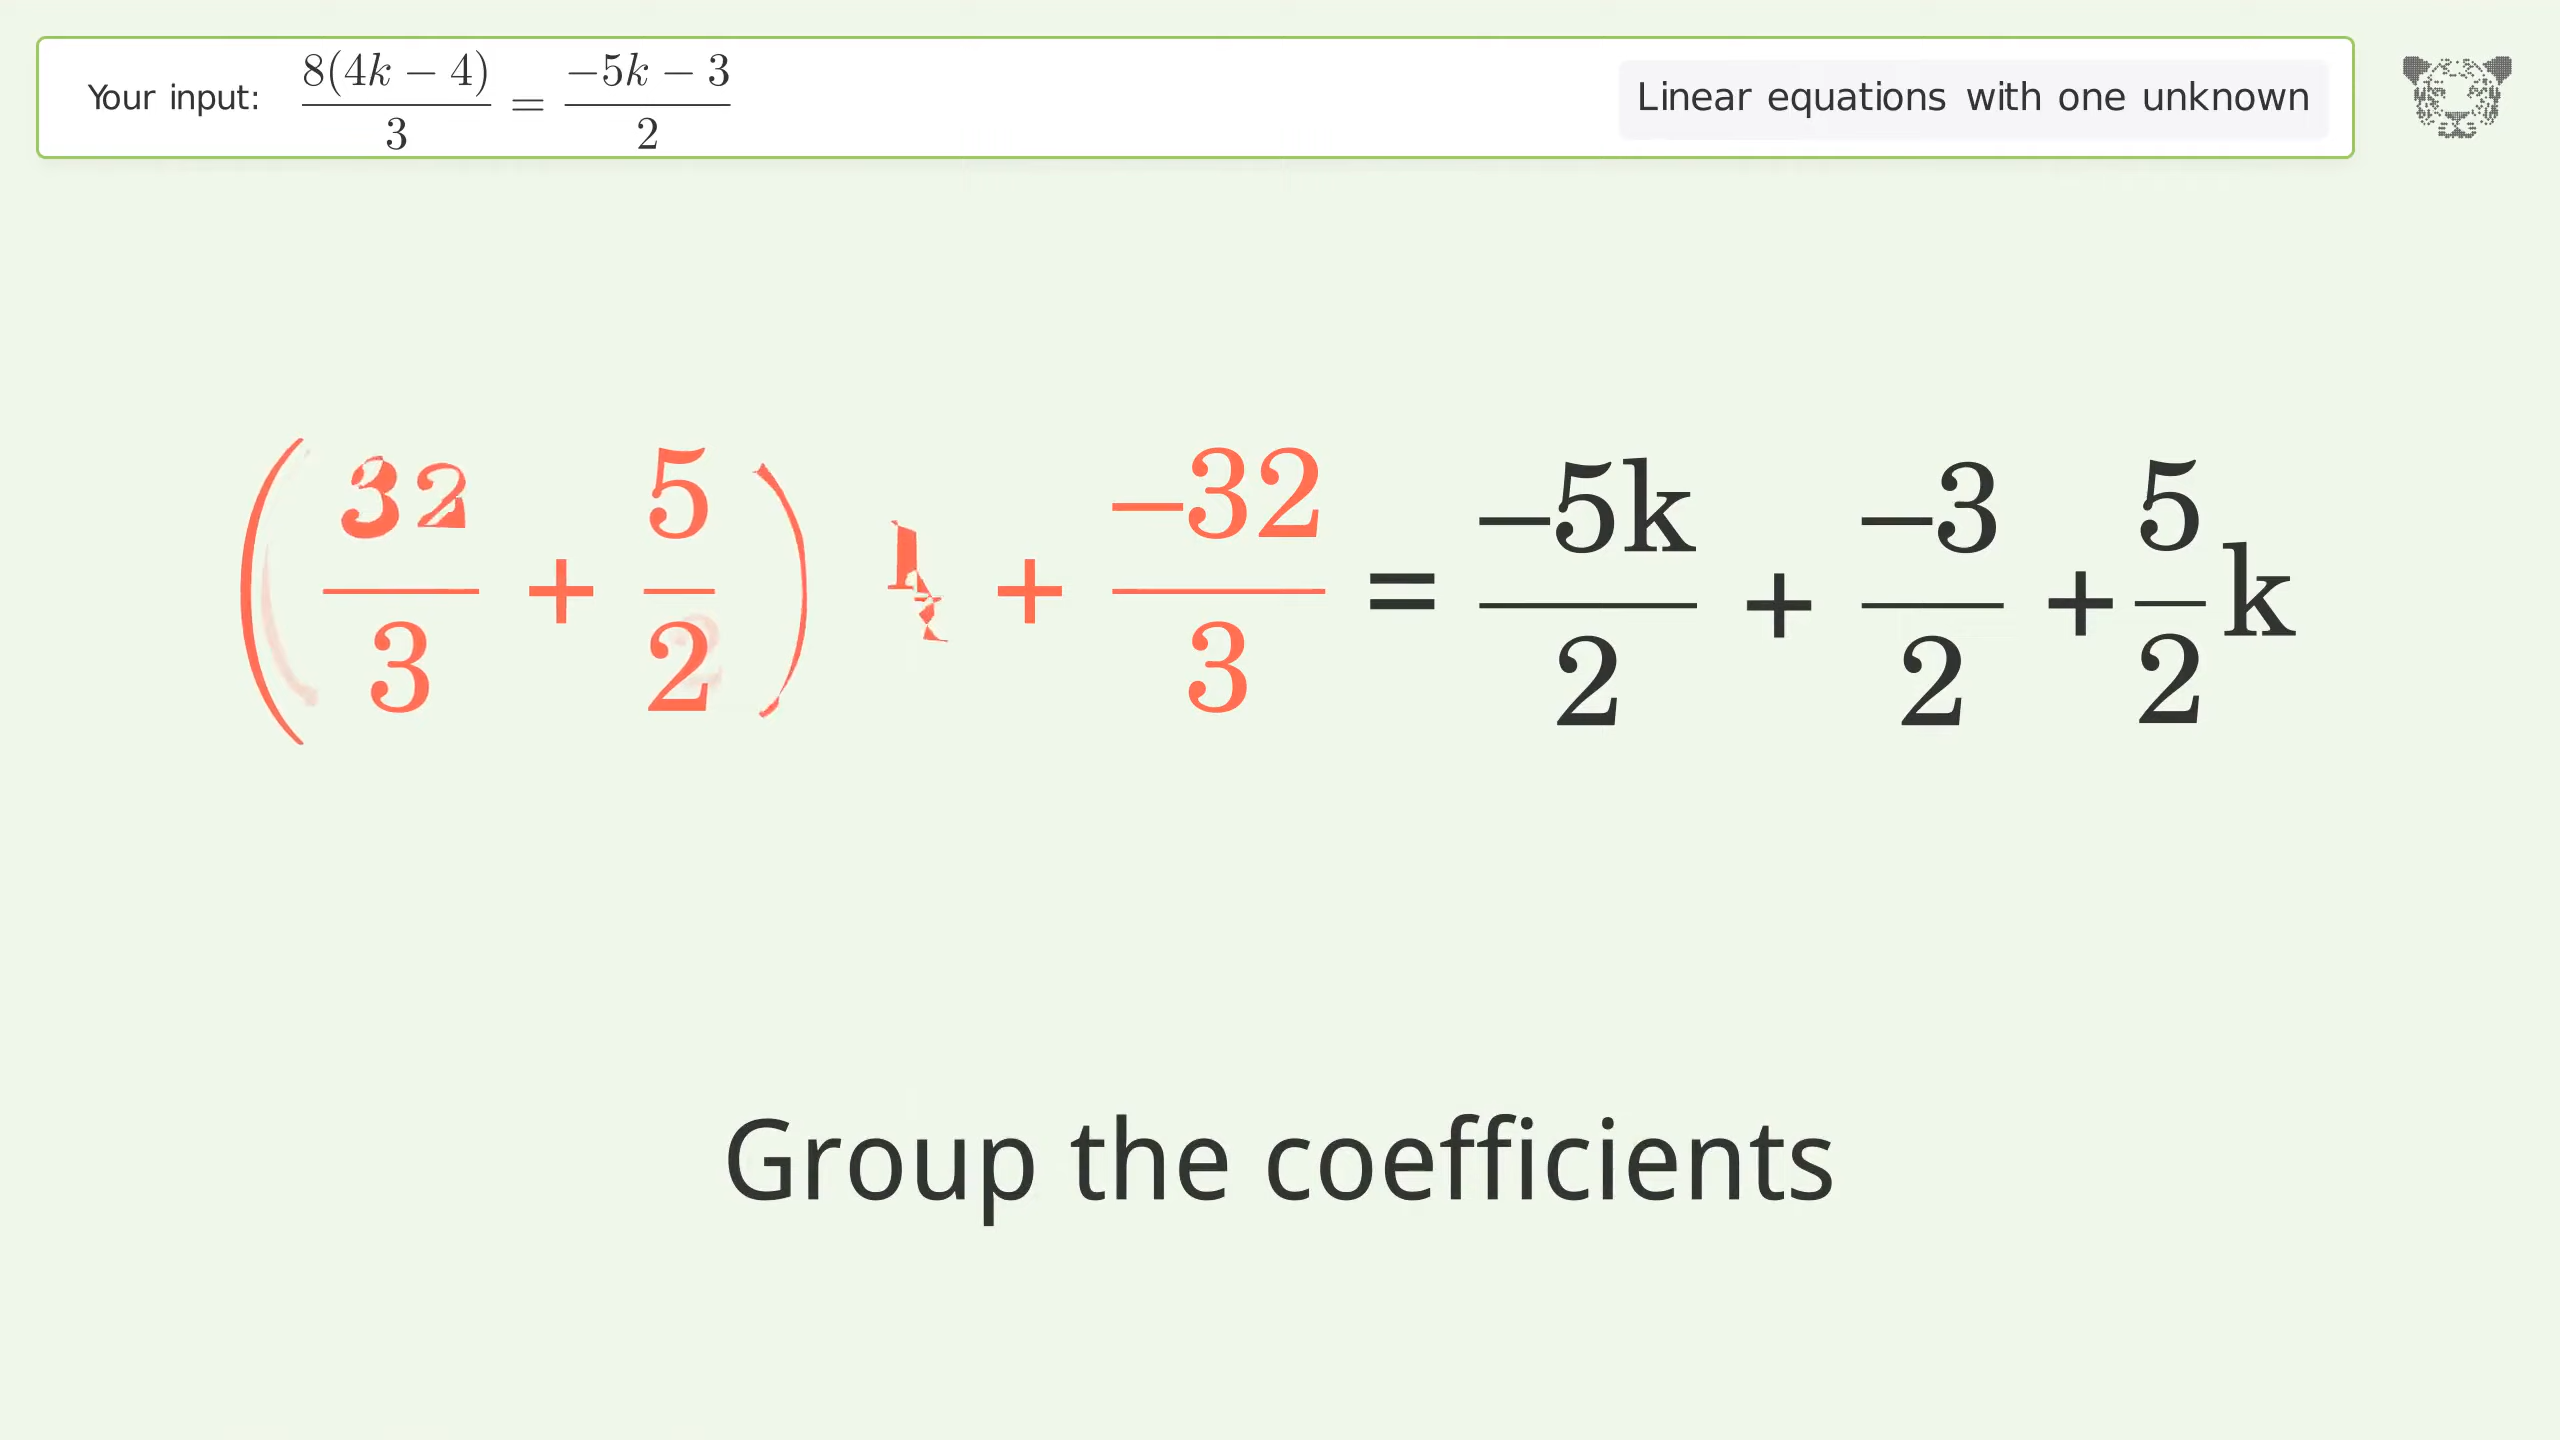 Your input: 8(4k − 4)/3 = −5k − 3/2
Linear equations with one unknown
(32/3 + 5/2) + −32/3 = −5k/2 + −3/2 + 5/2 k
Group the coefficients